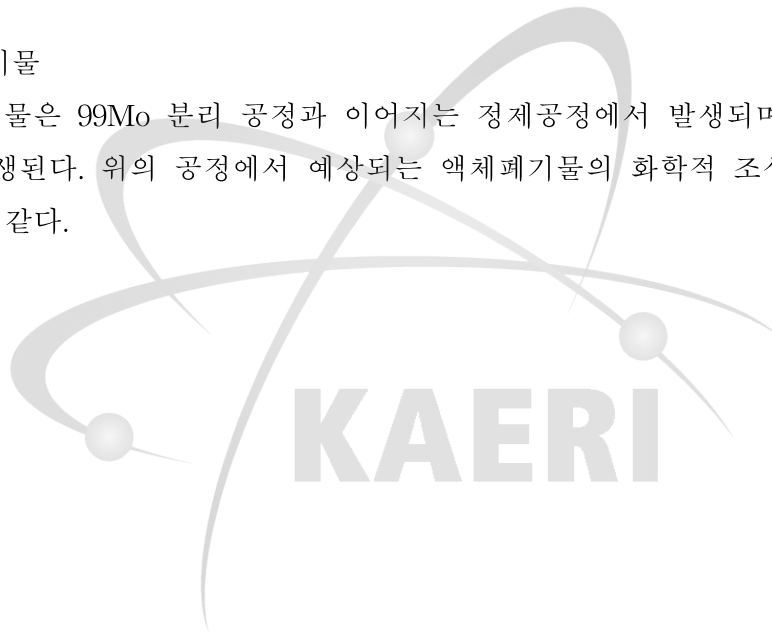 기물
물은 99Mo 분리 공정과 이어지는 정제공정에서 발생되며
생된다. 위의 공정에서 예상되는 액체폐기물의 화학적 조
같다.
KAERI